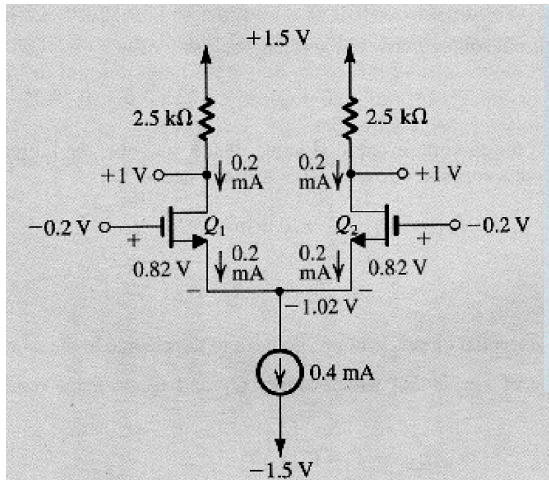 +1.5 V
2.5 kΩ
2.5 kΩ
+1 V
0.2 mA
0.2 mA
+1 V
−0.2 V
+
Q1
Q2
+
−0.2 V
0.82 V
0.2 mA
0.2 mA
0.82 V
−
−
−1.02 V
0.4 mA
−1.5 V